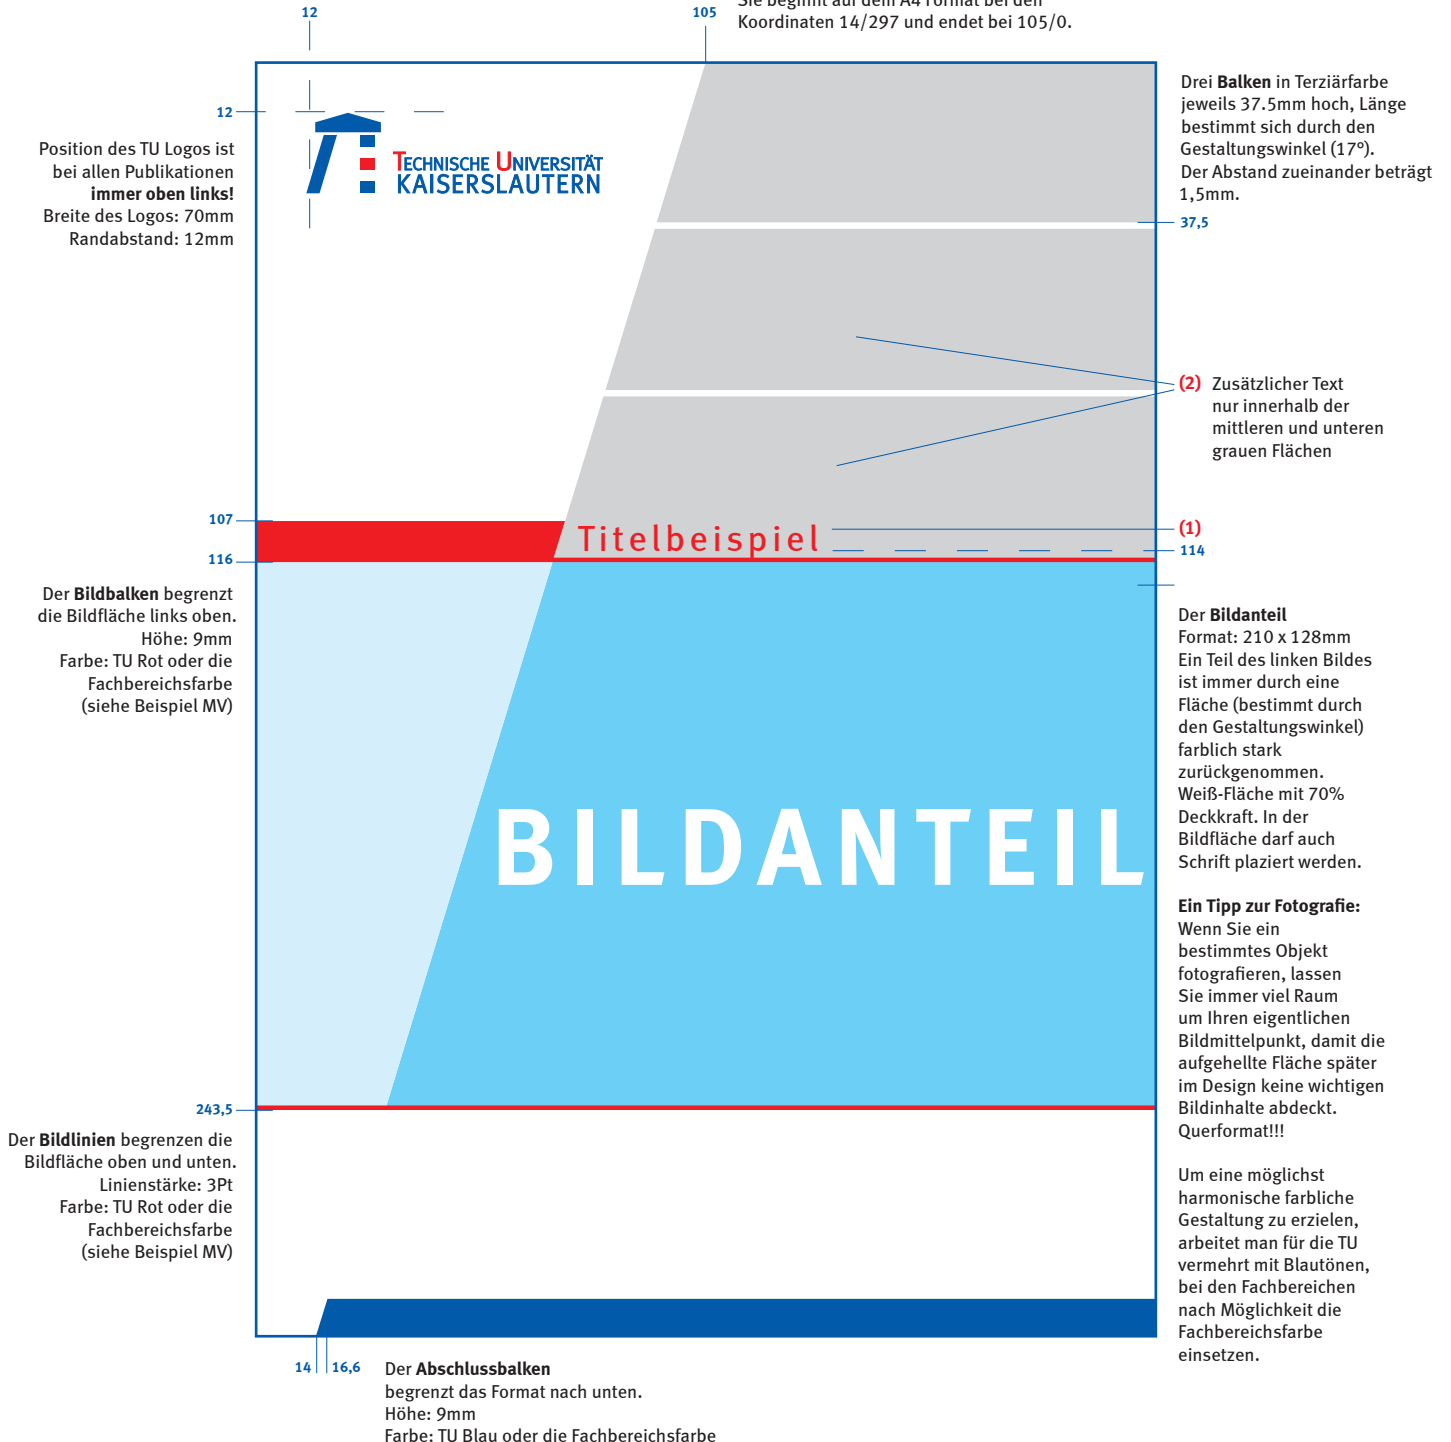 Sie beginnt auf dem A4 Format bei den
Koordinaten 14/297 und endet bei 105/0.
12
105
12
Position des TU Logos ist
bei allen Publikationen
immer oben links!
Breite des Logos: 70mm
Randabstand: 12mm
TECHNISCHE UNIVERSITÄT
KAISERSLAUTERN
Drei Balken in Terziärfarbe
jeweils 37.5mm hoch, Länge
bestimmt sich durch den
Gestaltungswinkel (17°).
Der Abstand zueinander beträgt
1,5mm.
37,5
(2) Zusätzlicher Text
nur innerhalb der
mittleren und unteren
grauen Flächen
107
Titelbeispiel
(1)
114
116
Der Bildbalken begrenzt
die Bildfläche links oben.
Höhe: 9mm
Farbe: TU Rot oder die
Fachbereichsfarbe
(siehe Beispiel MV)
BILDANTEIL
Der Bildanteil
Format: 210 x 128mm
Ein Teil des linken Bildes
ist immer durch eine
Fläche (bestimmt durch
den Gestaltungswinkel)
farblich stark
zurückgenommen.
Weiß-Fläche mit 70%
Deckkraft. In der
Bildfläche darf auch
Schrift plaziert werden.
Ein Tipp zur Fotografie:
Wenn Sie ein
bestimmtes Objekt
fotografieren, lassen
Sie immer viel Raum
um Ihren eigentlichen
Bildmittelpunkt, damit die
aufgehellte Fläche später
im Design keine wichtigen
Bildinhalte abdeckt.
Querformat!!!
Um eine möglichst
harmonische farbliche
Gestaltung zu erzielen,
arbeitet man für die TU
vermehrt mit Blautönen,
bei den Fachbereichen
nach Möglichkeit die
Fachbereichsfarbe
einsetzen.
243,5
Der Bildlinien begrenzen die
Bildfläche oben und unten.
Linienstärke: 3Pt
Farbe: TU Rot oder die
Fachbereichsfarbe
(siehe Beispiel MV)
14
16,6
Der Abschlussbalken
begrenzt das Format nach unten.
Höhe: 9mm
Farbe: TU Blau oder die Fachbereichsfarbe